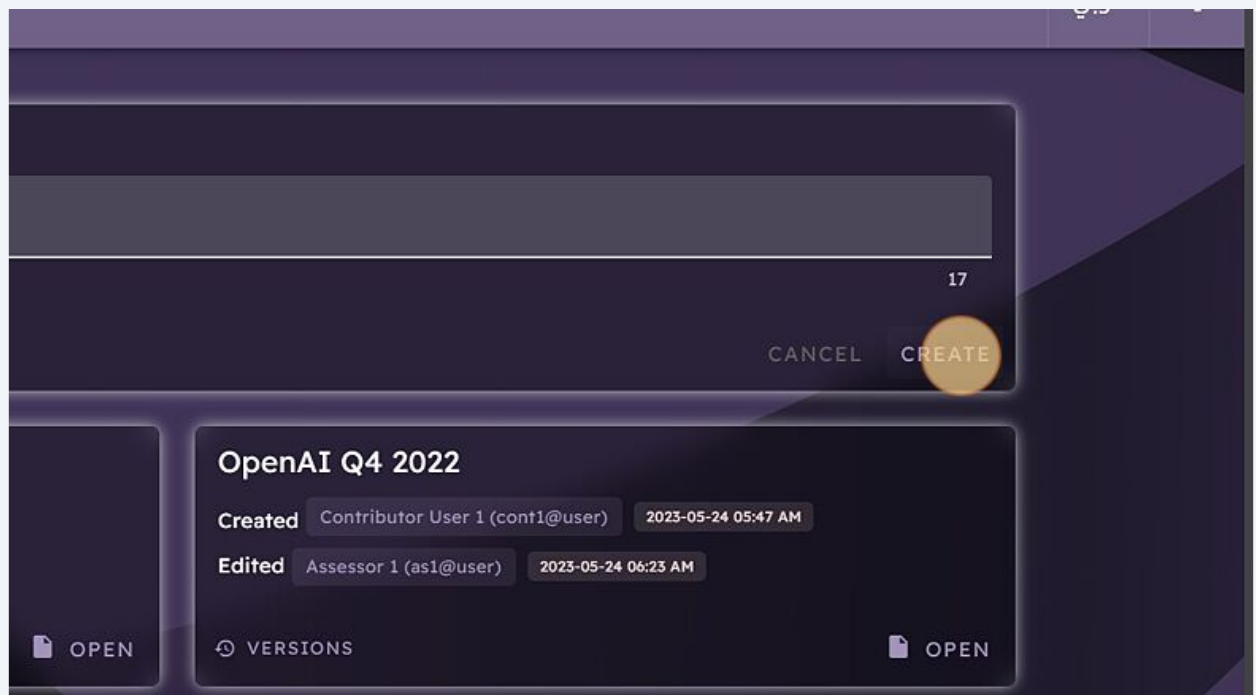 17
CANCEL CREATE
OpenAI Q4 2022
Created Contributor User 1 (cont1@user) 2023-05-24 05:47 AM
Edited Assessor 1 (as1@user) 2023-05-24 06:23 AM
OPEN VERSIONS OPEN